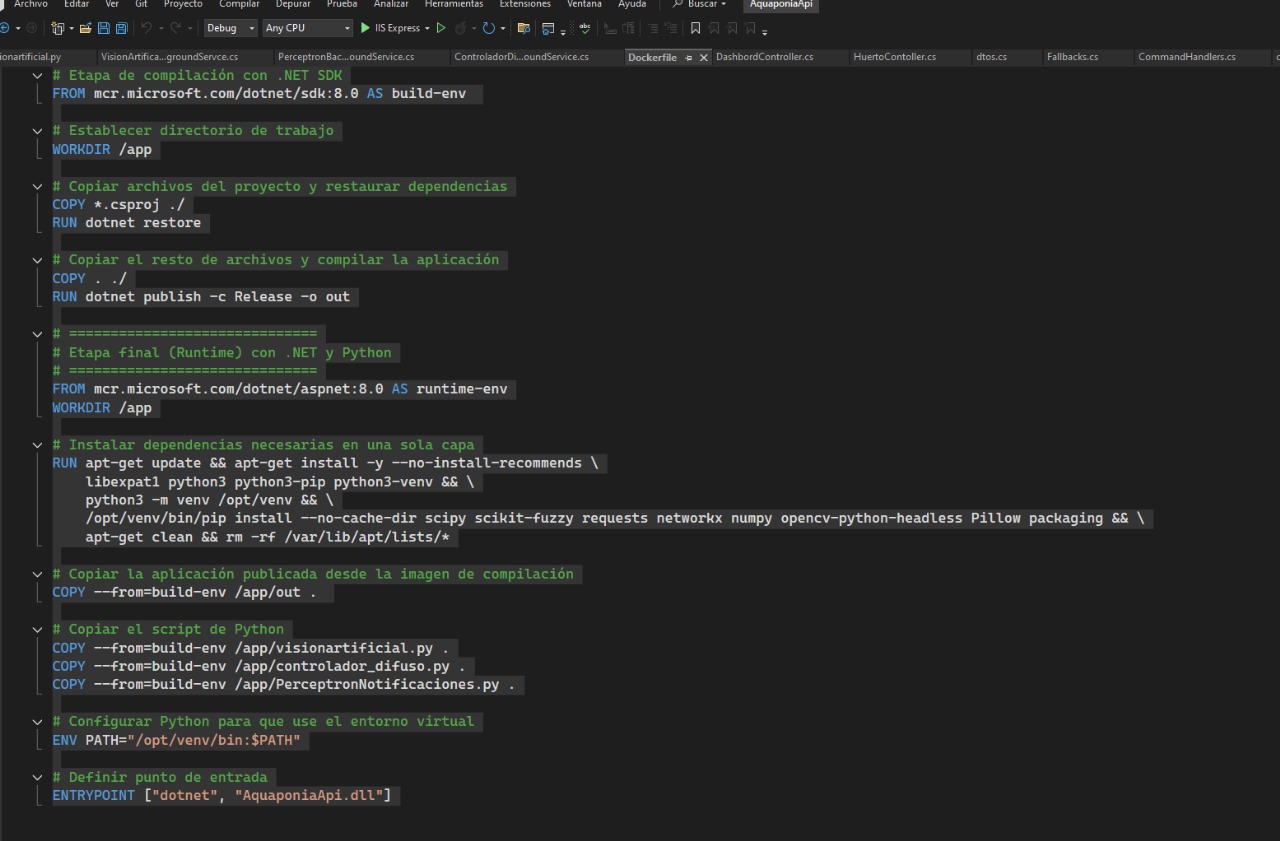 Archivo Editar Ver Git Proyecto Compilar Depurar Prueba Analizar Herramientas Extensiones Ventana Ayuda Buscar AquaponiaApi
Debug Any CPU IIS Express
ionartificial.py VisionArtifica...groundServce.cs PerceptronBac...oundService.cs ControladorDi...oundService.cs Dockerfile DashbordController.cs HuertoContoller.cs dtos.cs Fallbacks.cs CommandHandlers.cs
# Etapa de compilación con .NET SDK
FROM mcr.microsoft.com/dotnet/sdk:8.0 AS build-env
# Establecer directorio de trabajo
WORKDIR /app
# Copiar archivos del proyecto y restaurar dependencias
COPY *.csproj ./
RUN dotnet restore
# Copiar el resto de archivos y compilar la aplicación
COPY . ./
RUN dotnet publish -c Release -o out
# ==============================
# Etapa final (Runtime) con .NET y Python
# ==============================
FROM mcr.microsoft.com/dotnet/aspnet:8.0 AS runtime-env
WORKDIR /app
# Instalar dependencias necesarias en una sola capa
RUN apt-get update && apt-get install -y --no-install-recommends \
libexpat1 python3 python3-pip python3-venv && \
python3 -m venv /opt/venv && \
/opt/venv/bin/pip install --no-cache-dir scipy scikit-fuzzy requests networkx numpy opencv-python-headless Pillow packaging && \
apt-get clean && rm -rf /var/lib/apt/lists/*
# Copiar la aplicación publicada desde la imagen de compilación
COPY --from=build-env /app/out .
# Copiar el script de Python
COPY --from=build-env /app/visionartificial.py .
COPY --from=build-env /app/controlador_difuso.py .
COPY --from=build-env /app/PerceptronNotificaciones.py .
# Configurar Python para que use el entorno virtual
ENV PATH="/opt/venv/bin:$PATH"
# Definir punto de entrada
ENTRYPOINT ["dotnet", "AquaponiaApi.dll"]